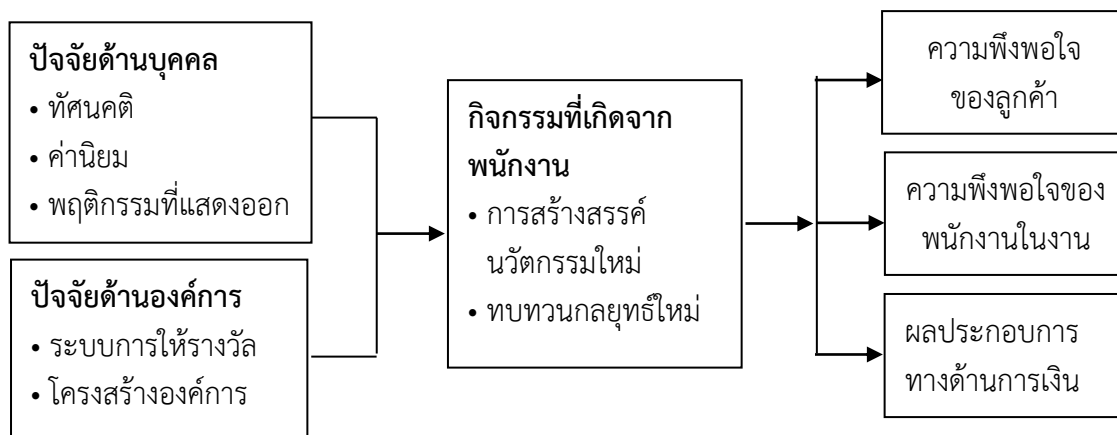 ปัจจัยด้านบุคคล
• ทัศนคติ
• ค่านิยม
• พฤติกรรมที่แสดงออก
ปัจจัยด้านองค์การ
• ระบบการให้รางวัล
• โครงสร้างองค์การ
กิจกรรมที่เกิดจาก
พนักงาน
• การสร้างสรรค์
นวัตกรรมใหม่
• ทบทวนกลยุทธ์ใหม่
ความพึงพอใจ
ของลูกค้า
ความพึงพอใจของ
พนักงานในงาน
ผลประกอบการ
ทางด้านการเงิน